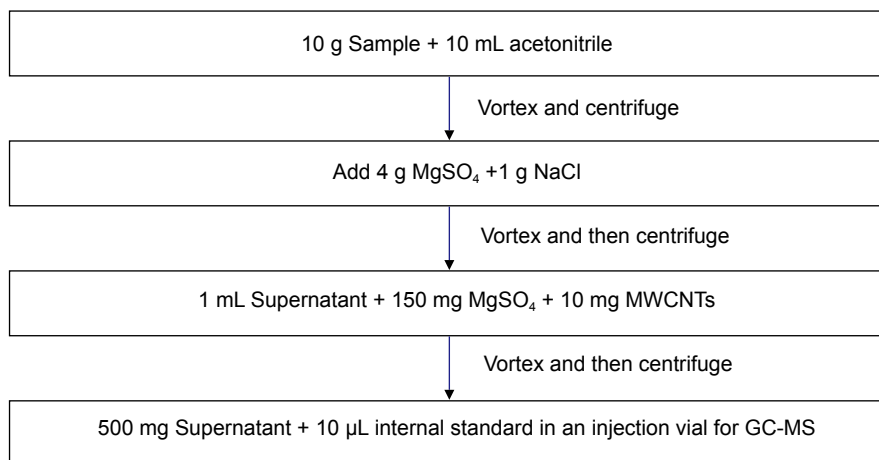 10 g Sample + 10 mL acetonitrile
Vortex and centrifuge
Add 4 g MgSO₄ +1 g NaCl
Vortex and then centrifuge
1 mL Supernatant + 150 mg MgSO₄ + 10 mg MWCNTs
Vortex and then centrifuge
500 mg Supernatant + 10 µL internal standard in an injection vial for GC-MS